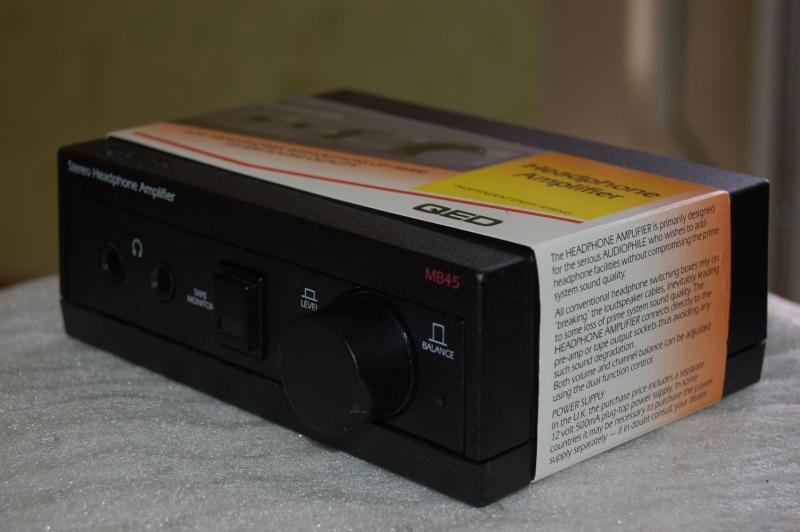 Headphone
Amplifier
INDEPENDENT ENGINEERING
QED
Stereo Headphone Amplifier
MB45
TAPE
MONITOR
LEVEL
BALANCE
The HEADPHONE AMPLIFIER is primarily designed
for the serious AUDIOPHILE who wishes to add
headphone facilities without compromising the prime
system sound quality.
All conventional headphone switching boxes rely on
'breaking' the loudspeaker cables, inevitably leading
to some loss of prime system sound quality. The
HEADPHONE AMPLIFIER connects directly to the
pre-amp or tape output sockets thus avoiding any
such sound degradation.
Both volume and channel balance can be adjusted
using the dual function control.
POWER SUPPLY
In the U.K. the purchase price includes a separate
12 volt 500mA plug-top power supply. In some
countries it may be necessary to purchase the power
supply separately — if in doubt consult your dealer.